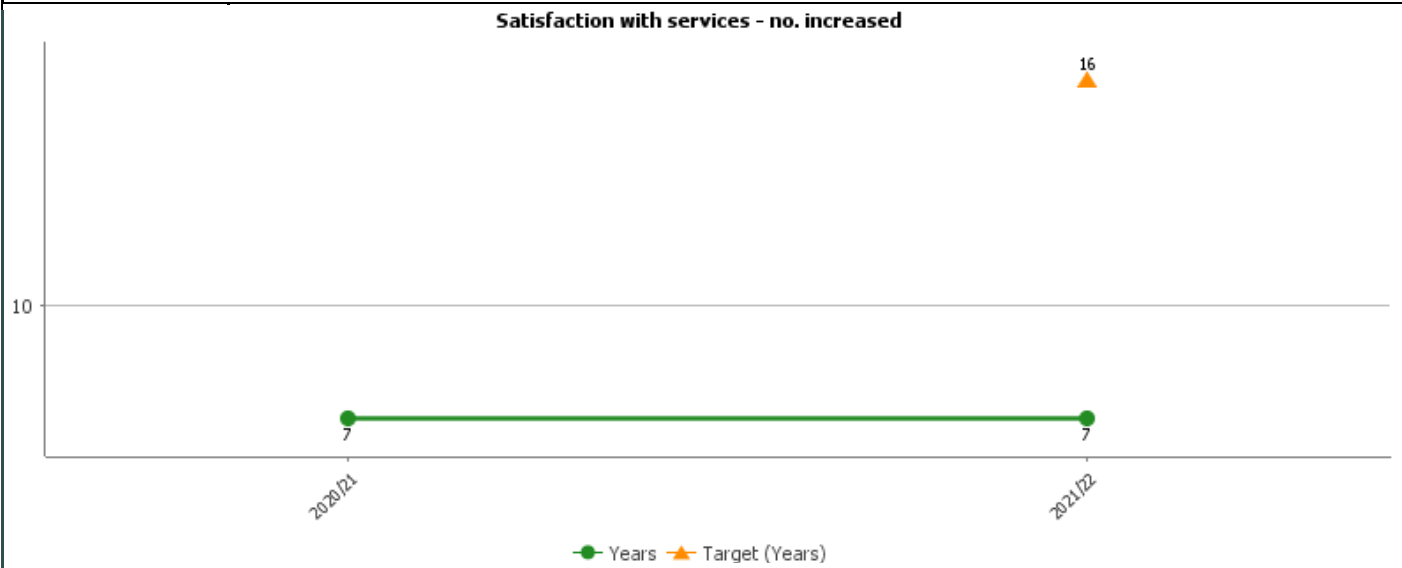 Satisfaction with services - no. increased
16
10
7
7
2020/21
2021/22
Years
Target (Years)